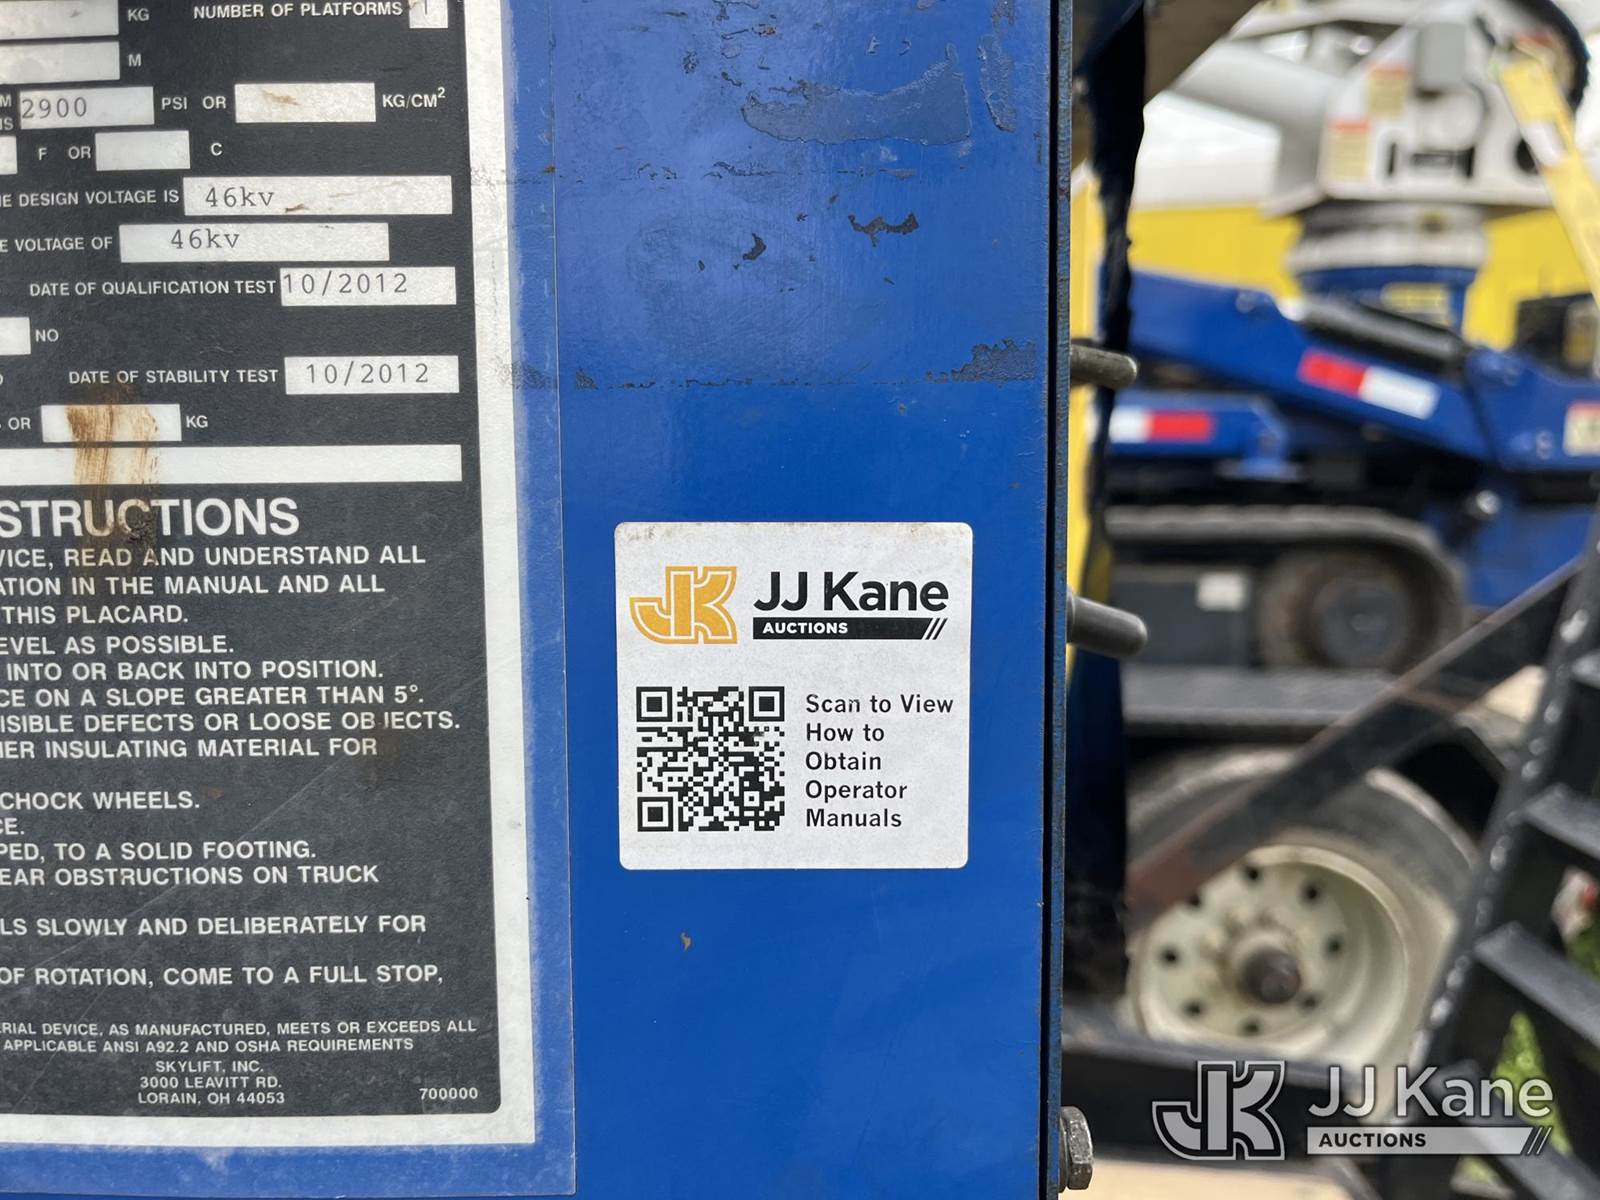 KG NUMBER OF PLATFORMS 1
M
2900 PSI OR KG/CM²
F OR C
DESIGN VOLTAGE IS 46kv
VOLTAGE OF 46kv
DATE OF QUALIFICATION TEST 10/2012
NO
DATE OF STABILITY TEST 10/2012
OR KG
STRUCTIONS
VICE, READ AND UNDERSTAND ALL
ATION IN THE MANUAL AND ALL
THIS PLACARD.
EVEL AS POSSIBLE.
INTO OR BACK INTO POSITION.
CE ON A SLOPE GREATER THAN 5°.
ISIBLE DEFECTS OR LOOSE OBJECTS.
HER INSULATING MATERIAL FOR
CHOCK WHEELS.
CE.
PED, TO A SOLID FOOTING.
EAR OBSTRUCTIONS ON TRUCK
LS SLOWLY AND DELIBERATELY FOR
OF ROTATION, COME TO A FULL STOP,
RIAL DEVICE, AS MANUFACTURED, MEETS OR EXCEEDS ALL
APPLICABLE ANSI A92.2 AND OSHA REQUIREMENTS
SKYLIFT, INC.
3000 LEAVITT RD.
LORAIN, OH 44053
700000
JK JJ Kane
AUCTIONS
Scan to View
How to
Obtain
Operator
Manuals
JK JJ Kane
AUCTIONS